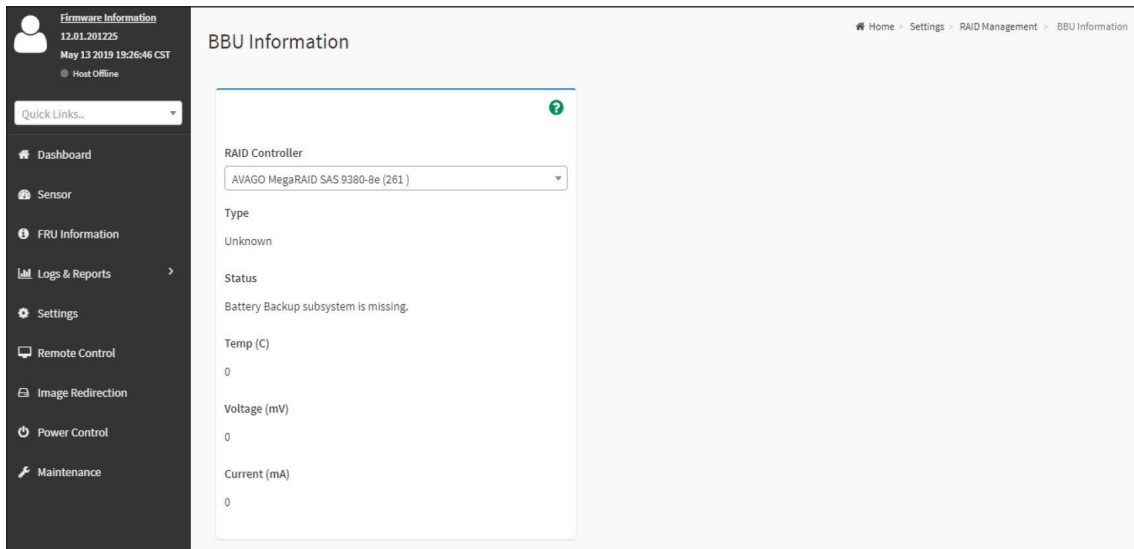 Firmware Information
12.01.201225
May 13 2019 19:26:46 CST
Host Offline
Quick Links..
Dashboard
Sensor
FRU Information
Logs & Reports
Settings
Remote Control
Image Redirection
Power Control
Maintenance
BBU Information
Home > Settings > RAID Management > BBU Information
RAID Controller
AVAGO MegaRAID SAS 9380-8e (261 )
Type
Unknown
Status
Battery Backup subsystem is missing.
Temp (C)
0
Voltage (mV)
0
Current (mA)
0